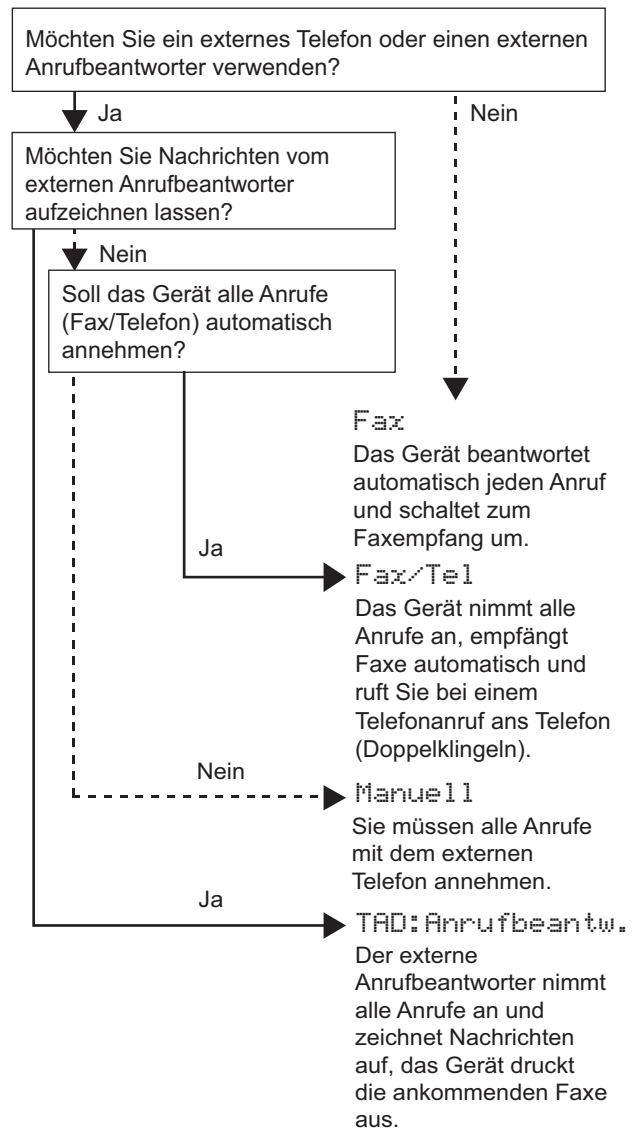 Möchten Sie ein externes Telefon oder einen externen
Anrufbeantworter verwenden?
Ja
Nein
Möchten Sie Nachrichten vom
externen Anrufbeantworter
aufzeichnen lassen?
Nein
Soll das Gerät alle Anrufe
(Fax/Telefon) automatisch
annehmen?
Fax
Das Gerät beantwortet
automatisch jeden Anruf
und schaltet zum
Faxempfang um.
Ja
Fax/Tel
Das Gerät nimmt alle
Anrufe an, empfängt
Faxe automatisch und
ruft Sie bei einem
Telefonanruf ans Telefon
(Doppelklingeln).
Nein
Manuell
Sie müssen alle Anrufe
mit dem externen
Telefon annehmen.
Ja
TAD:Anrufbeantw.
Der externe
Anrufbeantworter nimmt
alle Anrufe an und
zeichnet Nachrichten
auf, das Gerät druckt
die ankommenden Faxe
aus.